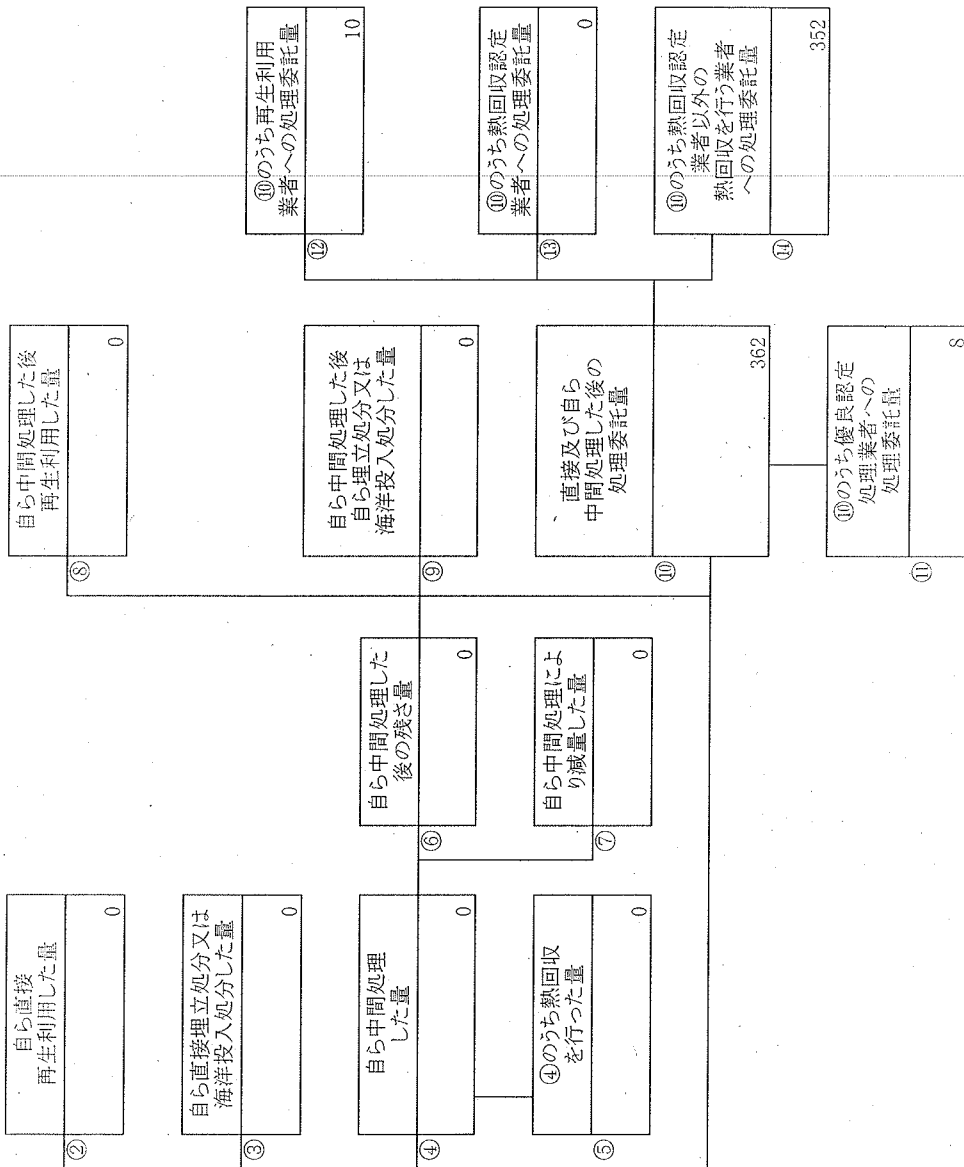 ②
自ら直接
再生利用した量
0
③
自ら直接埋立処分又は
海洋投入処分した量
0
④
自ら中間処理
した量
0
⑤
④のうち熱回収
を行った量
0
⑥
自ら中間処理した
後の残さ量
0
⑦
自ら中間処理によ
り減量した量
0
⑧
自ら中間処理した後
再生利用した量
0
⑨
自ら中間処理した後
自ら埋立処分又は
海洋投入処分した量
0
⑩
直接及び自ら
中間処理した後の
処理委託量
362
⑪
⑩のうち優良認定
処理業者への
処理委託量
8
⑫
⑩のうち再生利用
業者への処理委託量
10
⑬
⑩のうち熱回収認定
業者への処理委託量
0
⑭
⑩のうち熱回収認定
業者以外の
熱回収を行う業者
への処理委託量
352